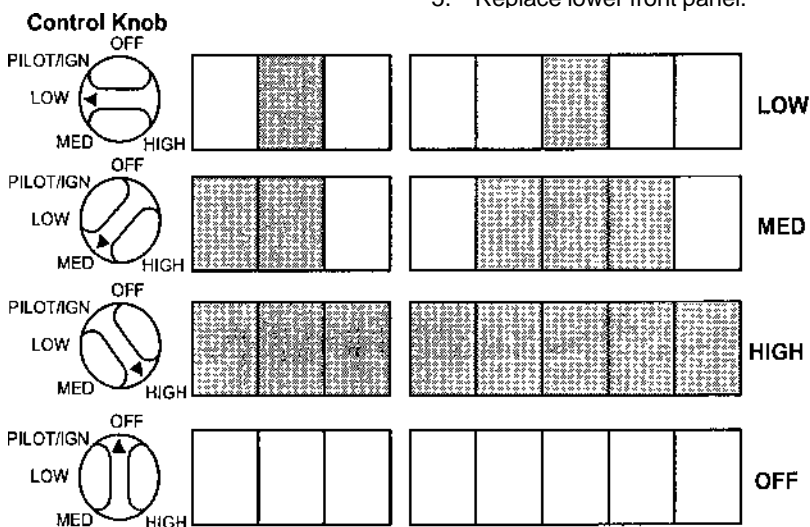 3. Replace lower front panel.
Control Knob
OFF
PILOT/IGN
LOW
MED
HIGH
LOW
OFF
PILOT/IGN
LOW
MED
HIGH
MED
OFF
PILOT/IGN
LOW
MED
HIGH
HIGH
OFF
PILOT/IGN
LOW
MED
HIGH
OFF